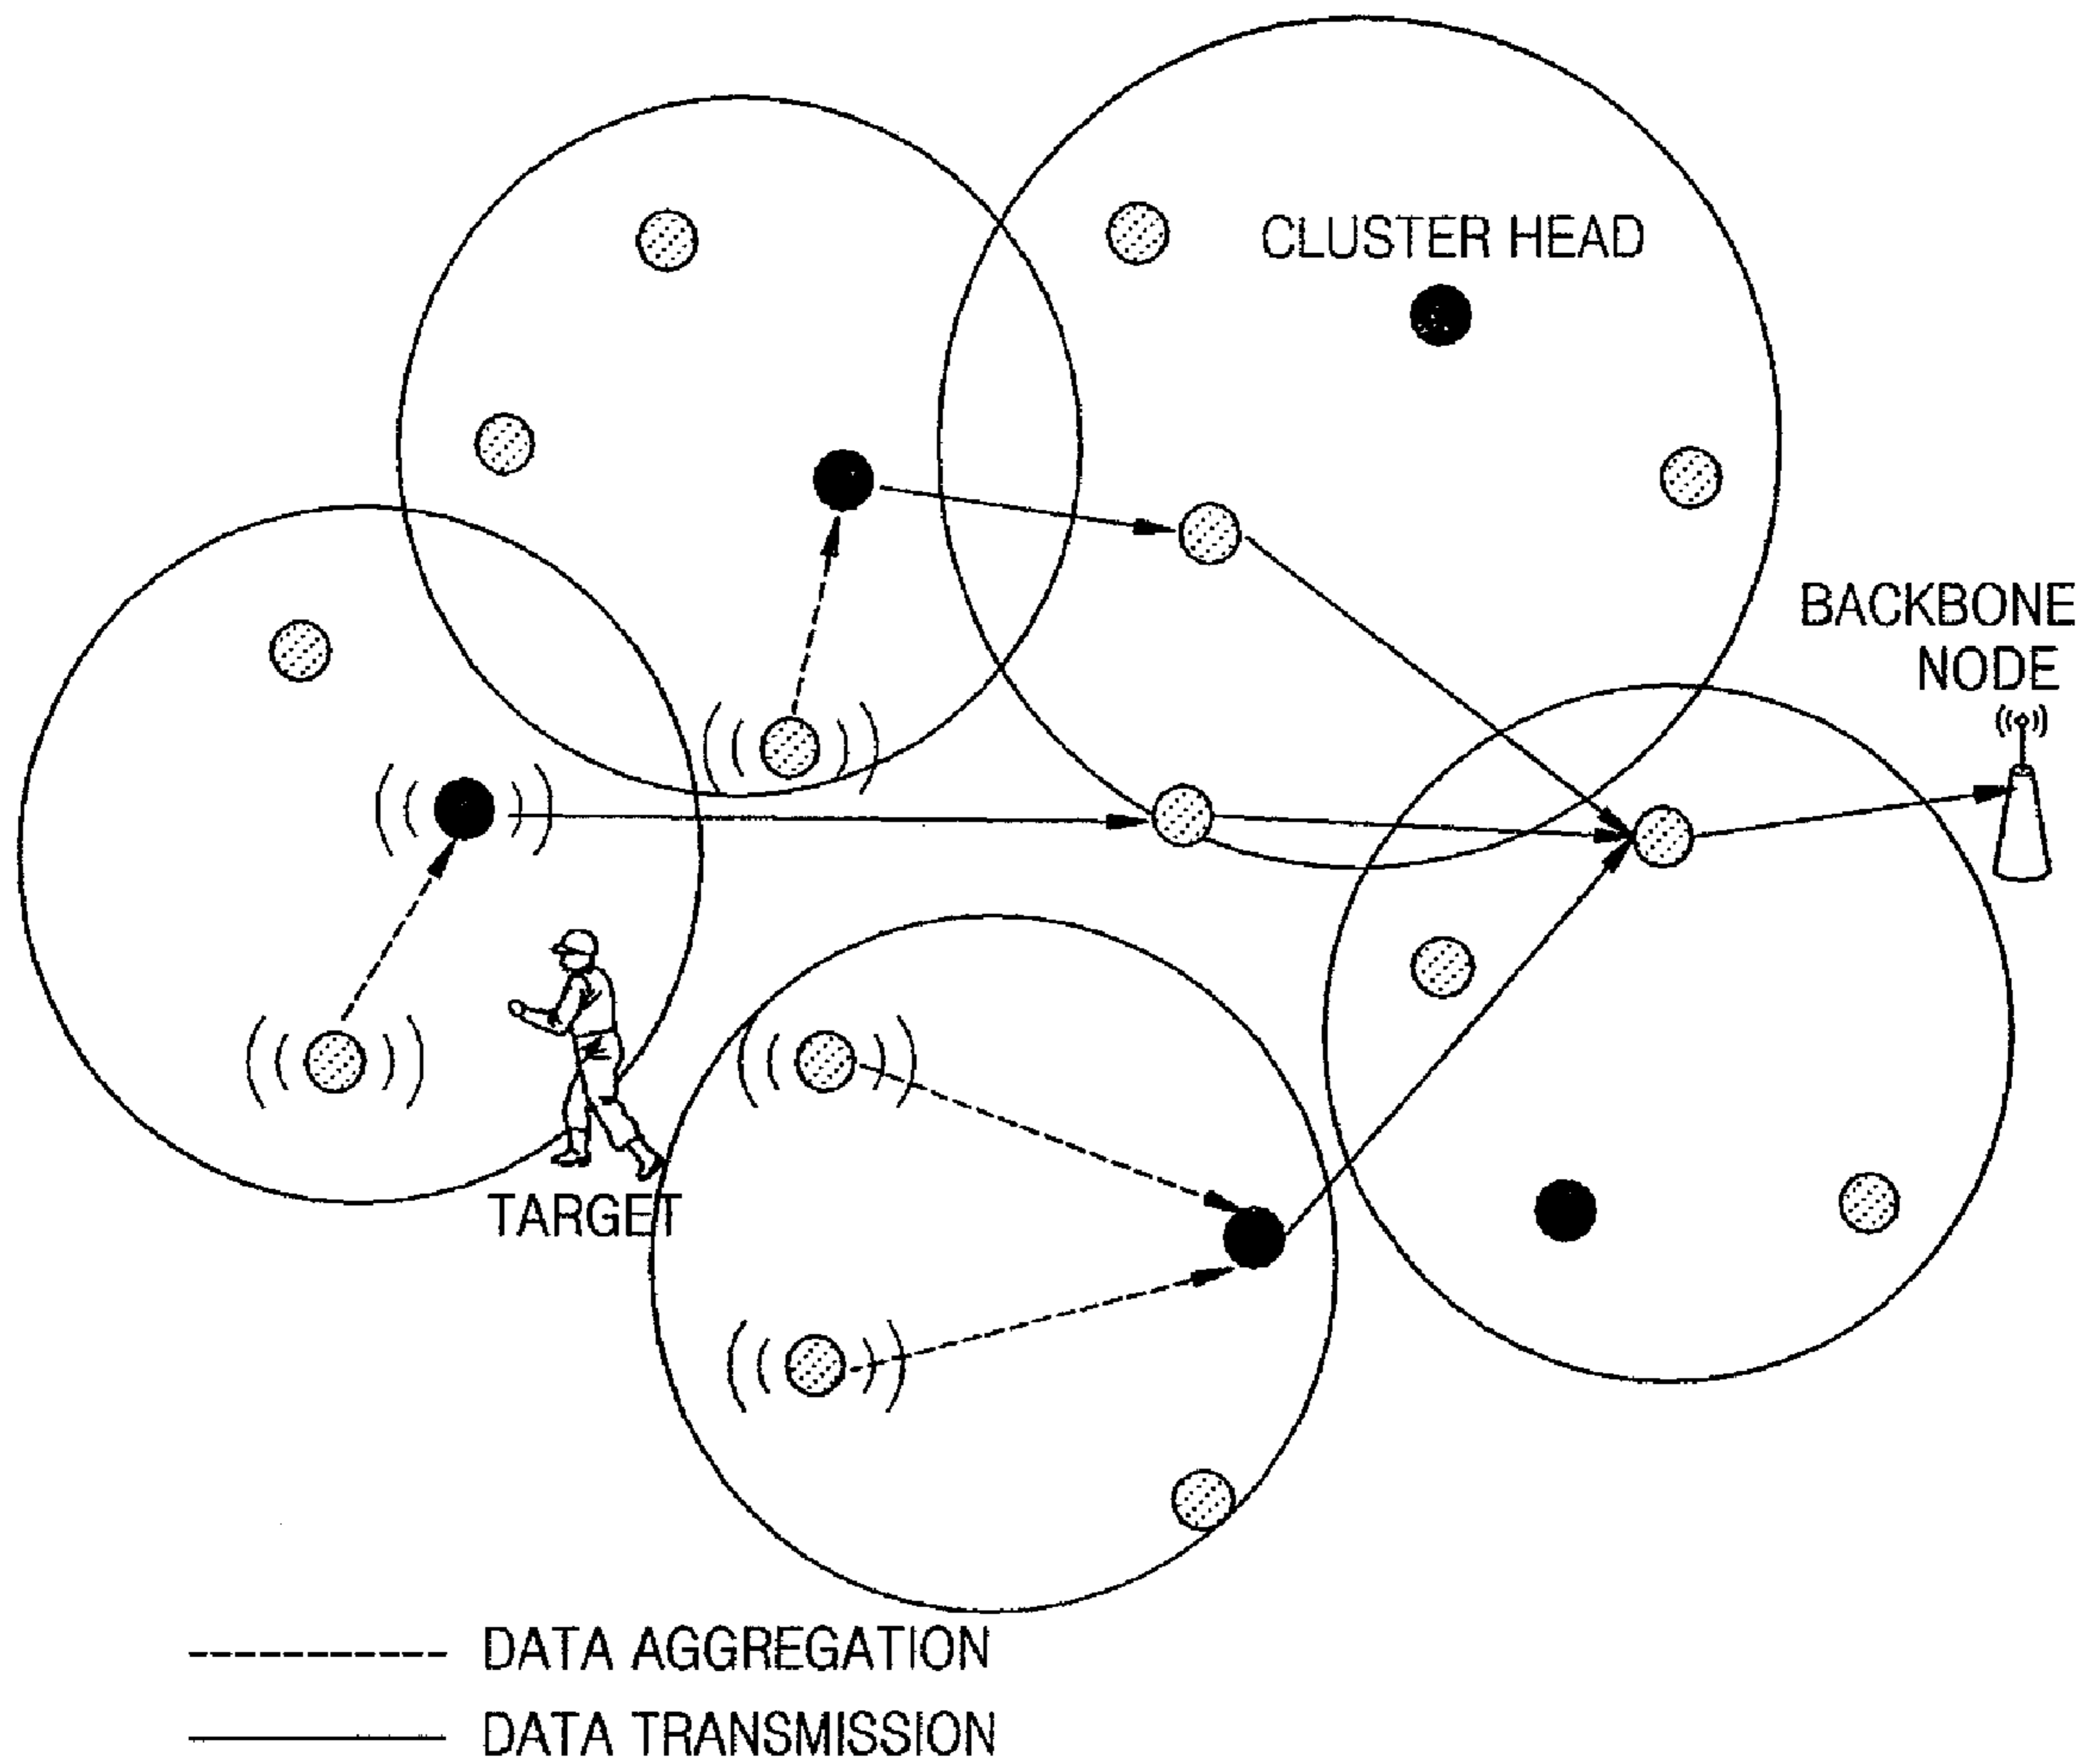 CLUSTER HEAD
BACKBONE
NODE
TARGET
DATA AGGREGATION
DATA TRANSMISSION